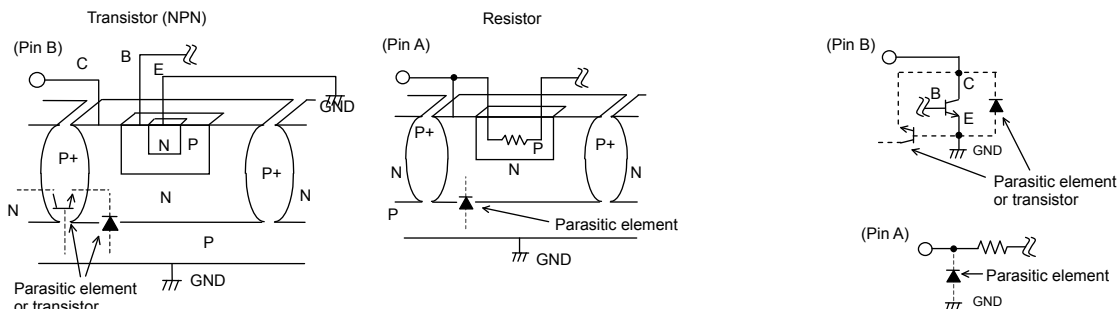 Transistor (NPN)
(Pin B)
C
B
E
GND
P+
N
P
P+
N
N
N
P
GND
Parasitic element
or transistor
Resistor
(Pin A)
P+
P
P+
N
N
N
P
Parasitic element
GND
(Pin B)
C
B
E
GND
Parasitic element
or transistor
(Pin A)
Parasitic element
GND